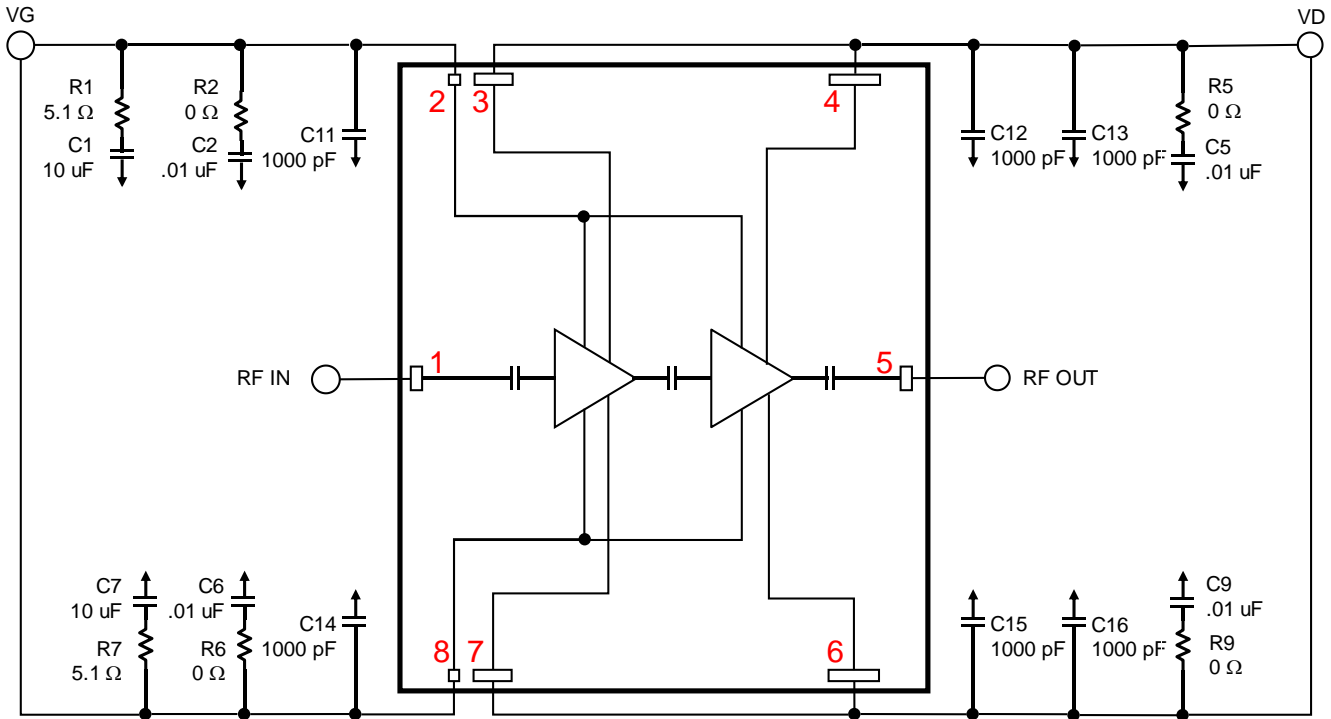 VG
VD
R1
5.1 Ω
C1
10 uF
R2
0 Ω
C2
.01 uF
C11
1000 pF
2
3
4
C12
1000 pF
C13
1000 pF
R5
0 Ω
C5
.01 uF
RF IN
1
5
RF OUT
C7
10 uF
R7
5.1 Ω
C6
.01 uF
R6
0 Ω
C14
1000 pF
8
7
6
C15
1000 pF
C16
1000 pF
C9
.01 uF
R9
0 Ω